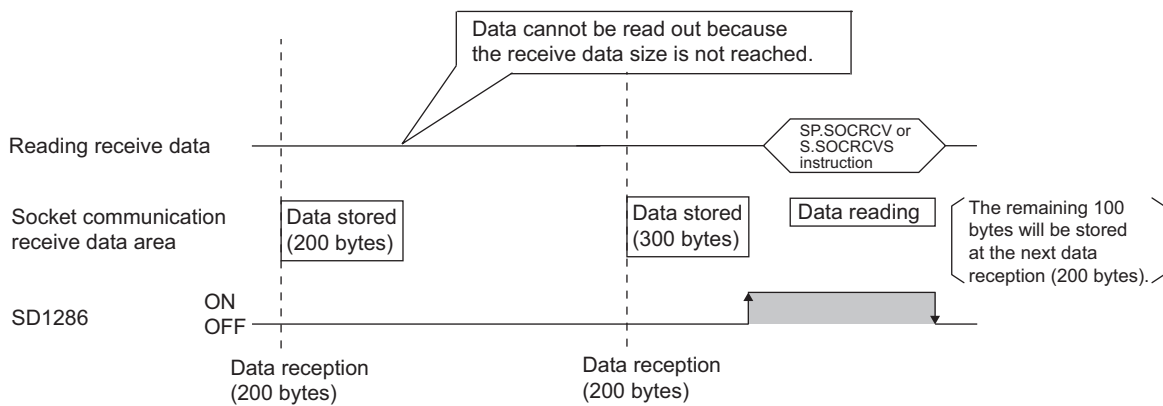 Data cannot be read out because
the receive data size is not reached.
Reading receive data
SP.SOCRCV or
S.SOCRCVS
instruction
Socket communication
receive data area
Data stored
(200 bytes)
Data stored
(300 bytes)
Data reading
The remaining 100
bytes will be stored
at the next data
reception (200 bytes).
SD1286
ON
OFF
Data reception
(200 bytes)
Data reception
(200 bytes)